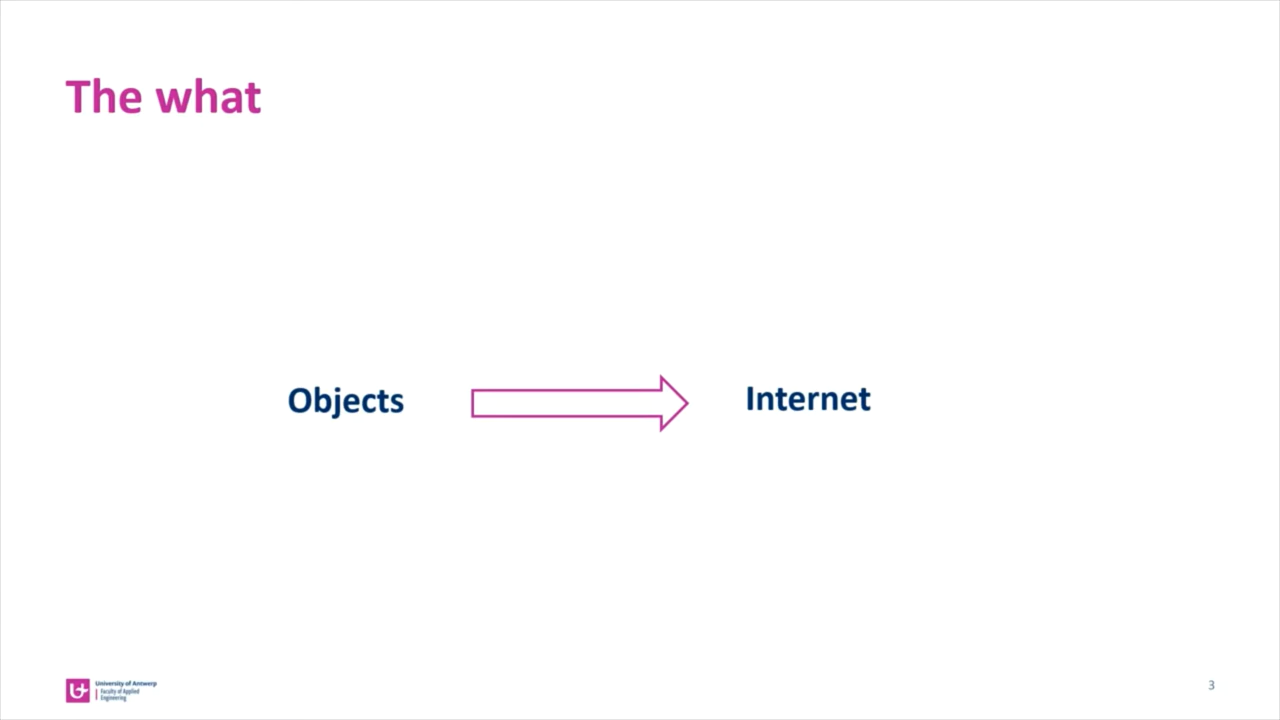 The what
Objects
Internet
University of Antwerp
Faculty of Applied
Engineering
3